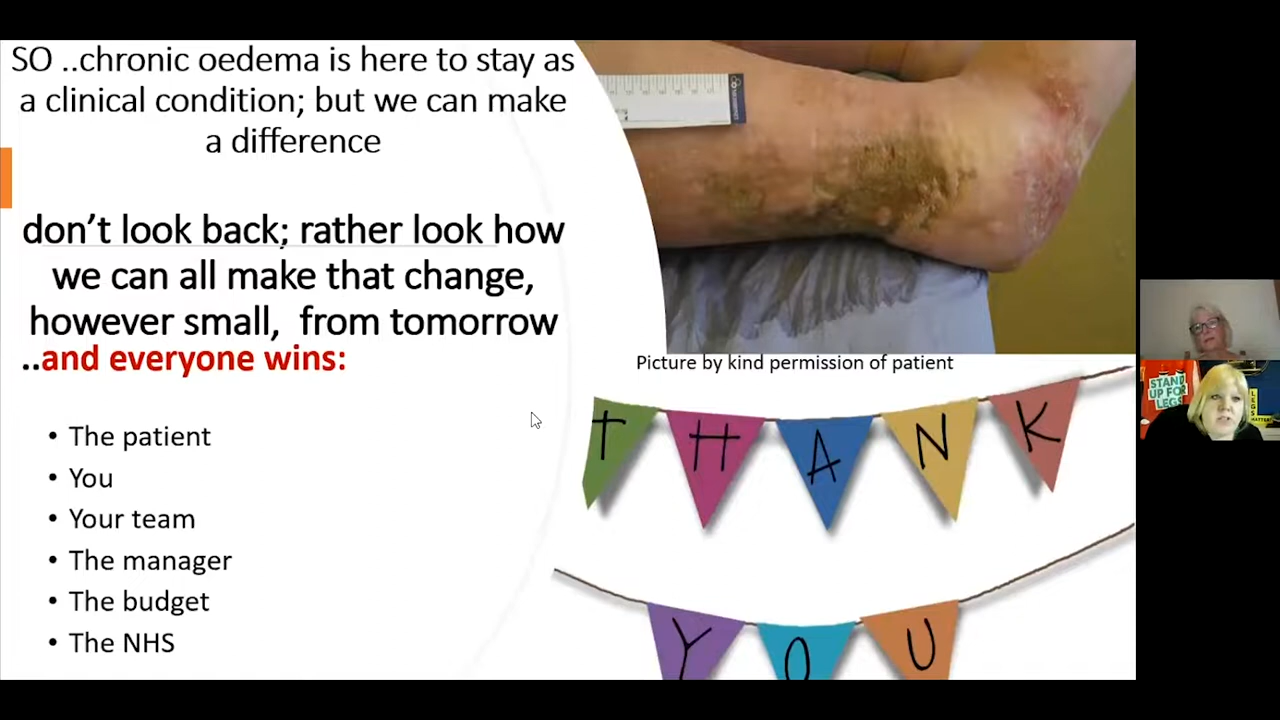 SO ..chronic oedema is here to stay as
a clinical condition; but we can make
a difference
don't look back; rather look how
we can all make that change,
however small,  from tomorrow
..and everyone wins:
• The patient
• You
• Your team
• The manager
• The budget
• The NHS
Picture by kind permission of patient
THANK
YOU
STAND
UP FOR
LEGS
LEGS
MATTER